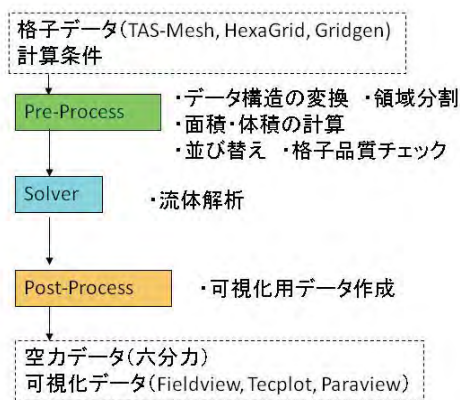 格子データ(TAS-Mesh, HexaGrid, Gridgen)
計算条件
Pre-Process
・データ構造の変換 ・領域分割
・面積・体積の計算
・並び替え ・格子品質チェック
Solver
・流体解析
Post-Process
・可視化用データ作成
空力データ(六分力)
可視化データ(Fieldview, Tecplot, Paraview)